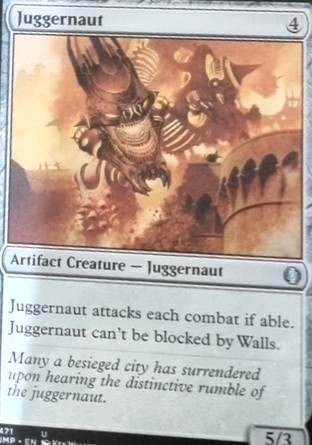 Juggernaut 4
Artifact Creature — Juggernaut
Juggernaut attacks each combat if able.
Juggernaut can't be blocked by Walls.
Many a besieged city has surrendered
upon hearing the distinctive rumble of
the juggernaut.
471 U
EN
5/3